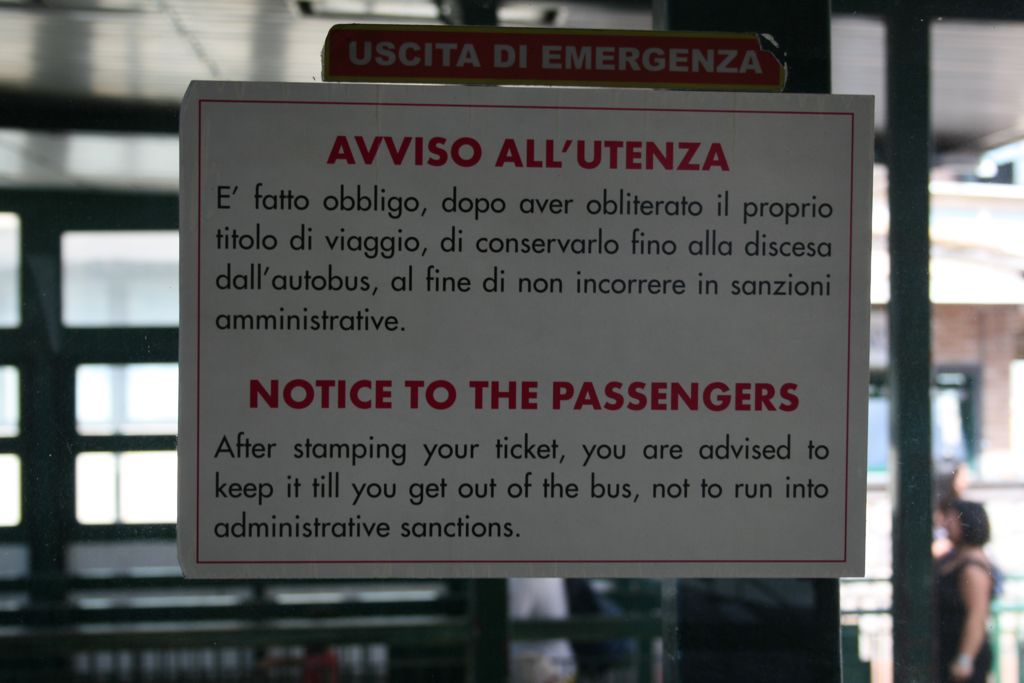 USCITA DI EMERGENZA
AVVISO ALL'UTENZA
E' fatto obbligo, dopo aver obliterato il proprio
titolo di viaggio, di conservarlo fino alla discesa
dall'autobus, al fine di non incorrere in sanzioni
amministrative.
NOTICE TO THE PASSENGERS
After stamping your ticket, you are advised to
keep it till you get out of the bus, not to run into
administrative sanctions.